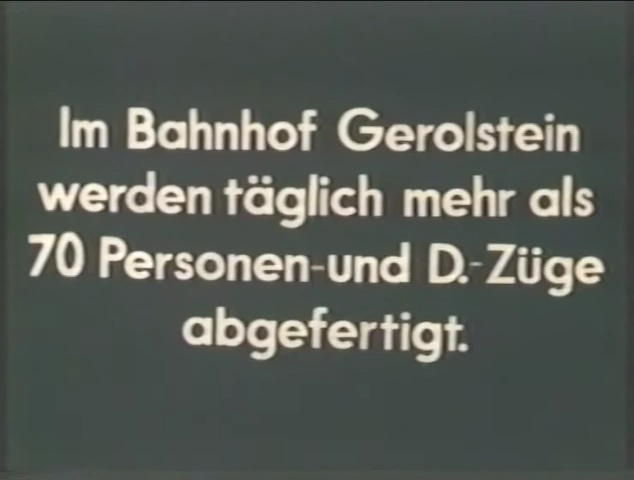 Im Bahnhof Gerolstein
werden täglich mehr als
70 Personen-und D.-Züge
abgefertigt.